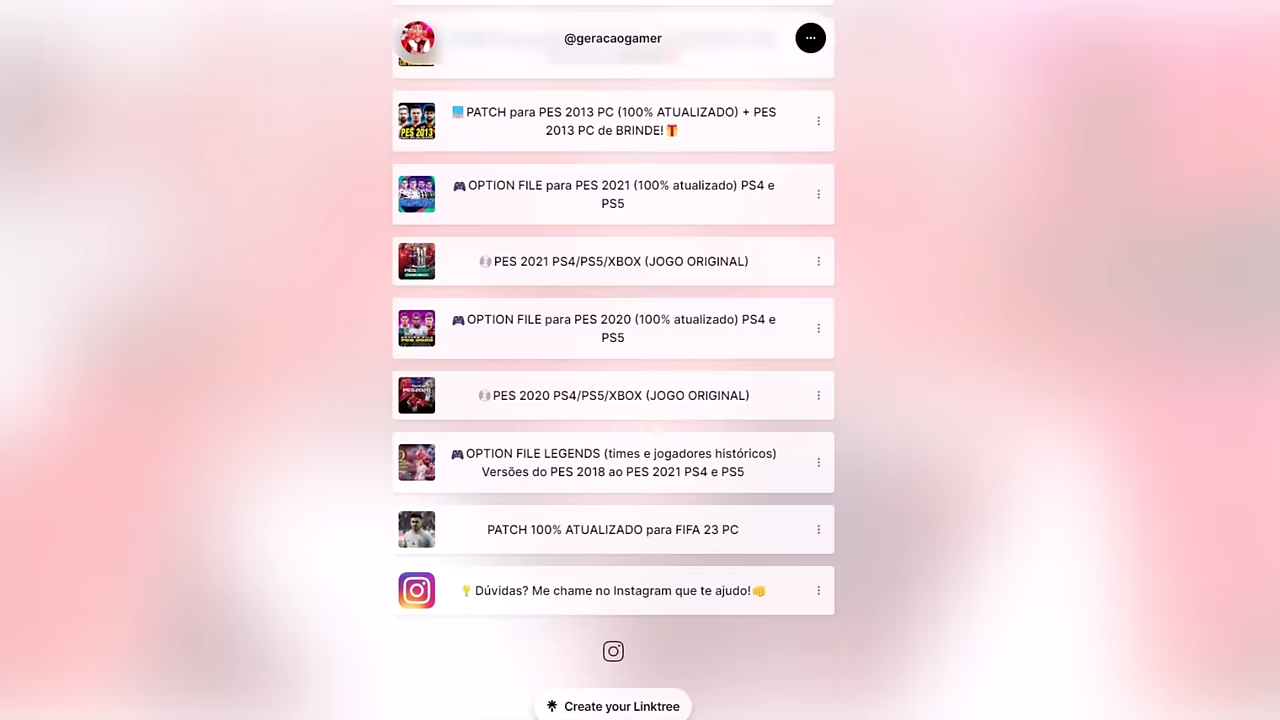 @geracaogamer
PATCH para PES 2013 PC (100% ATUALIZADO) + PES
2013 PC de BRINDE!
PES 2013
OPTION FILE para PES 2021 (100% atualizado) PS4 e
PS5
PES 2021 PS4/PS5/XBOX (JOGO ORIGINAL)
OPTION FILE para PES 2020 (100% atualizado) PS4 e
PS5
PES 2020 PS4/PS5/XBOX (JOGO ORIGINAL)
OPTION FILE LEGENDS (times e jogadores históricos)
Versões do PES 2018 ao PES 2021 PS4 e PS5
PATCH 100% ATUALIZADO para FIFA 23 PC
Dúvidas? Me chame no Instagram que te ajudo!
Create your Linktree